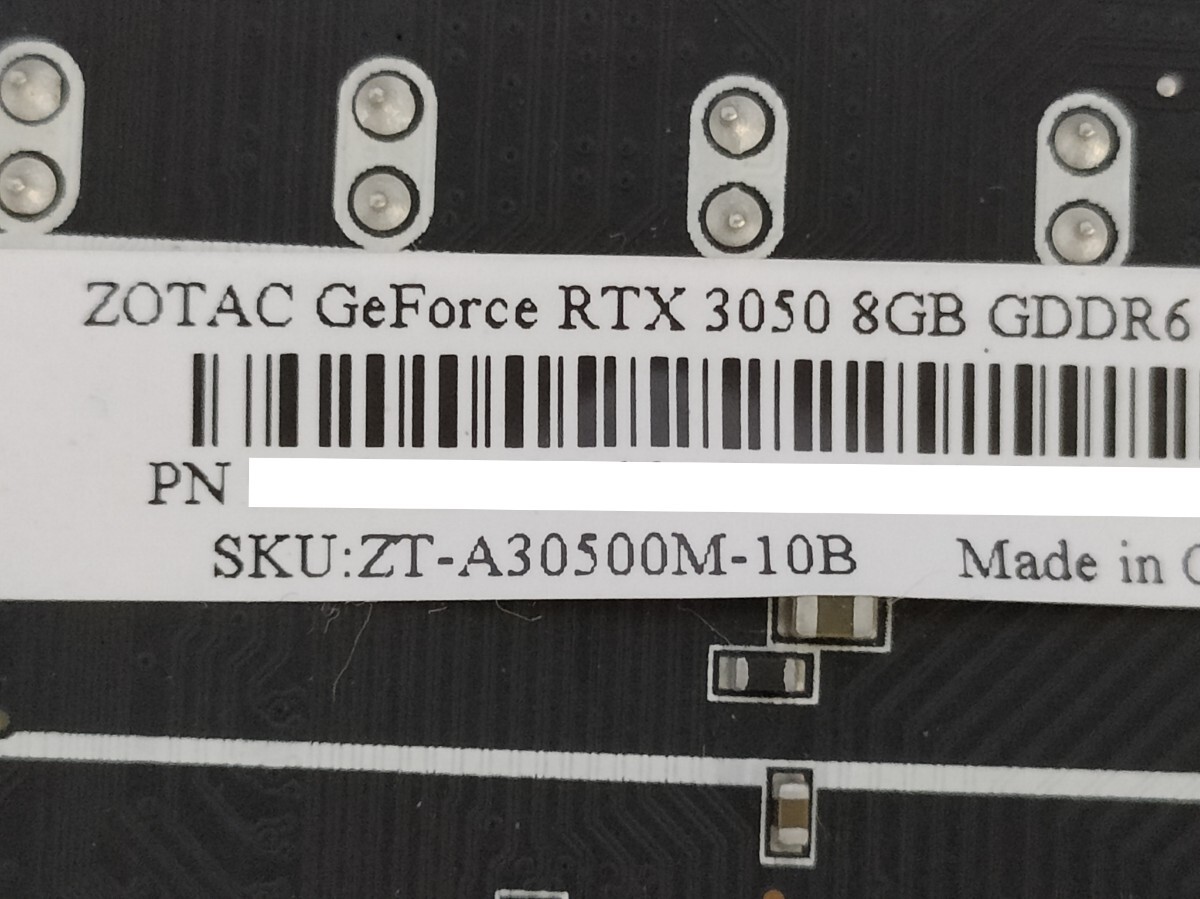 ZOTAC GeForce RTX 3050 8GB GDDR6
PN
SKU:ZT-A30500M-10B Made in